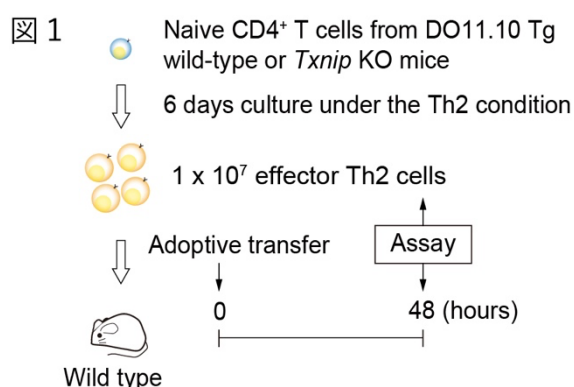 図 1
Naive CD4⁺ T cells from DO11.10 Tg
wild-type or Txnip KO mice
6 days culture under the Th2 condition
1 x 10⁷ effector Th2 cells
Adoptive transfer
Assay
0
48 (hours)
Wild type